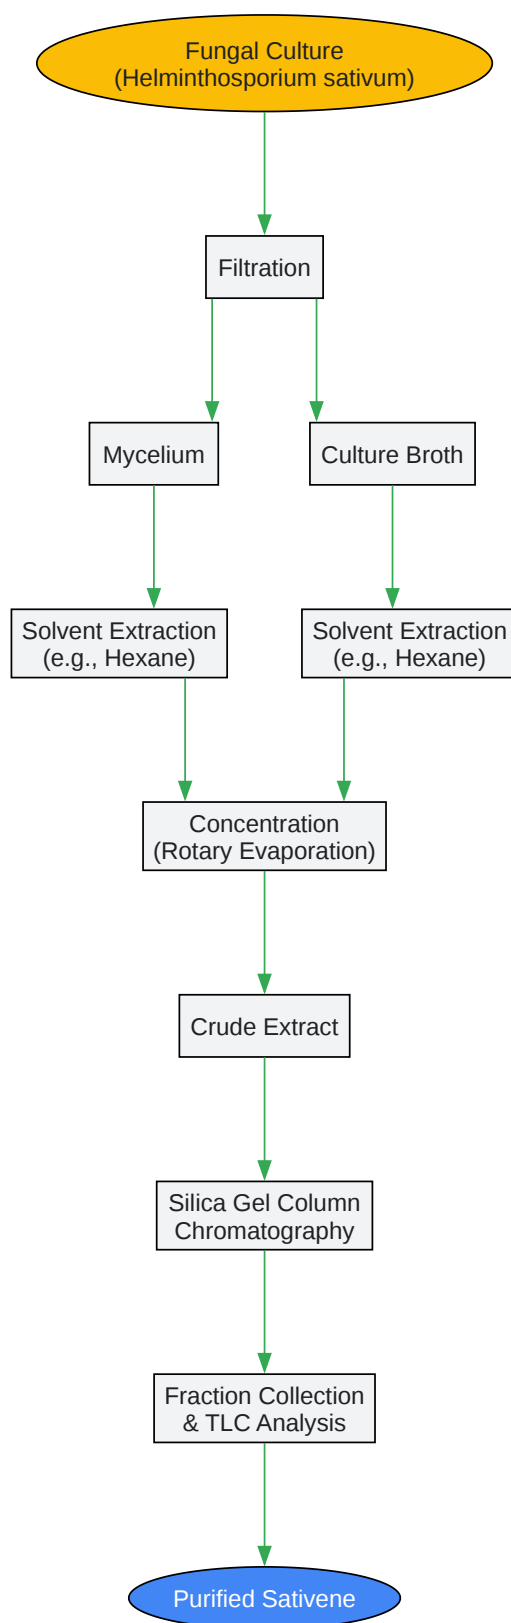 Fungal Culture
(Helminthosporium sativum)
Filtration
Mycelium
Culture Broth
Solvent Extraction
(e.g., Hexane)
Solvent Extraction
(e.g., Hexane)
Concentration
(Rotary Evaporation)
Crude Extract
Silica Gel Column
Chromatography
Fraction Collection
& TLC Analysis
Purified Sativene